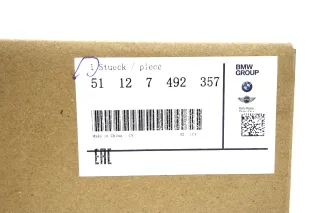 1 Stueck / piece
BMW
GROUP
51 12 7 492 357
Made in China
EAC